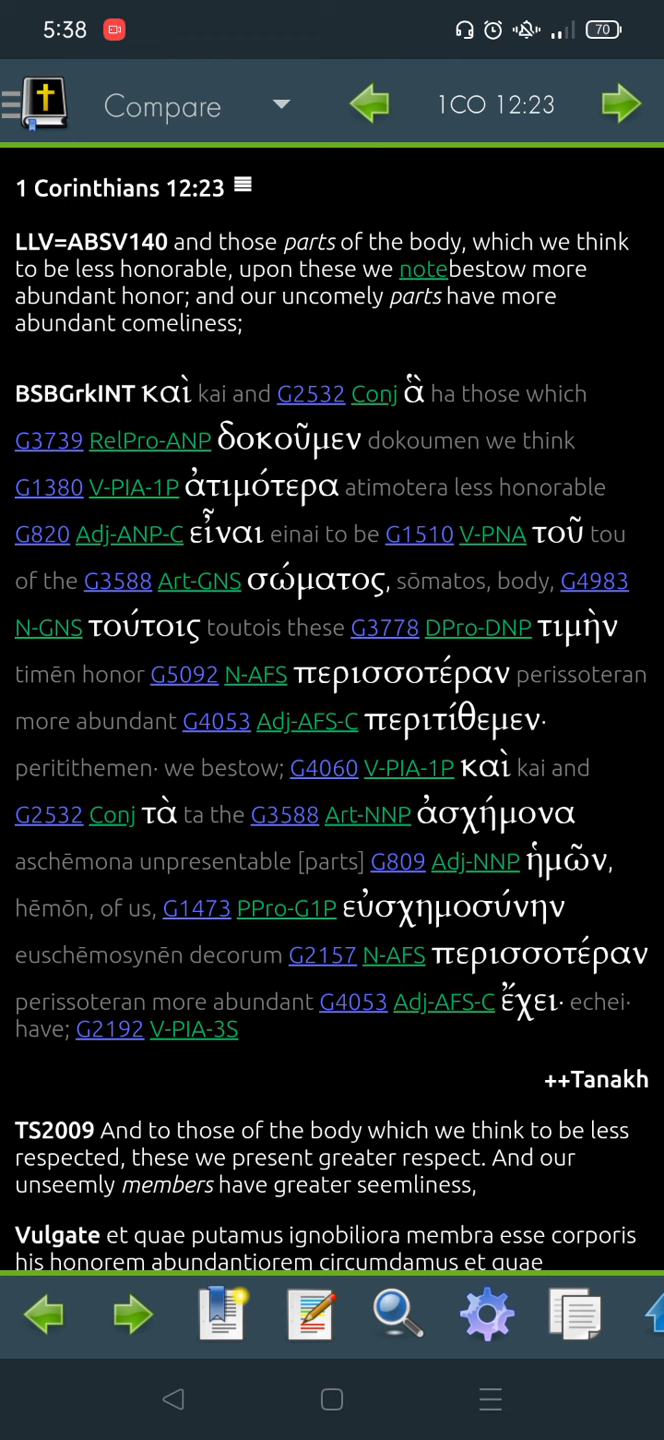 5:38 70
Compare 1CO 12:23
1 Corinthians 12:23
LLV=ABSV140 and those parts of the body, which we think
to be less honorable, upon these we notebestow more
abundant honor; and our uncomely parts have more
abundant comeliness;
BSBGrkINT καὶ kai and G2532 Conj ἃ ha those which
G3739 RelPro-ANP δοκοῦμεν dokoumen we think
G1380 V-PIA-1P ἀτιμότερα atimotera less honorable
G820 Adj-ANP-C εἶναι einai to be G1510 V-PNA τοῦ tou
of the G3588 Art-GNS σώματος, sōmatos, body, G4983
N-GNS τούτοις toutois these G3778 DPro-DNP τιμὴν
timēn honor G5092 N-AFS περισσοτέραν perissoteran
more abundant G4053 Adj-AFS-C περιτίθεμεν·
peritithemen· we bestow; G4060 V-PIA-1P καὶ kai and
G2532 Conj τὰ ta the G3588 Art-NNP ἀσχήμονα
aschēmona unpresentable [parts] G809 Adj-NNP ἡμῶν,
hēmōn, of us, G1473 PPro-G1P εὐσχημοσύνην
euschēmosynēn decorum G2157 N-AFS περισσοτέραν
perissoteran more abundant G4053 Adj-AFS-C ἔχει· echei·
have; G2192 V-PIA-3S
++Tanakh
TS2009 And to those of the body which we think to be less
respected, these we present greater respect. And our
unseemly members have greater seemliness,
Vulgate et quae putamus ignobiliora membra esse corporis
his honorem abundantiorem circumdamus et quae